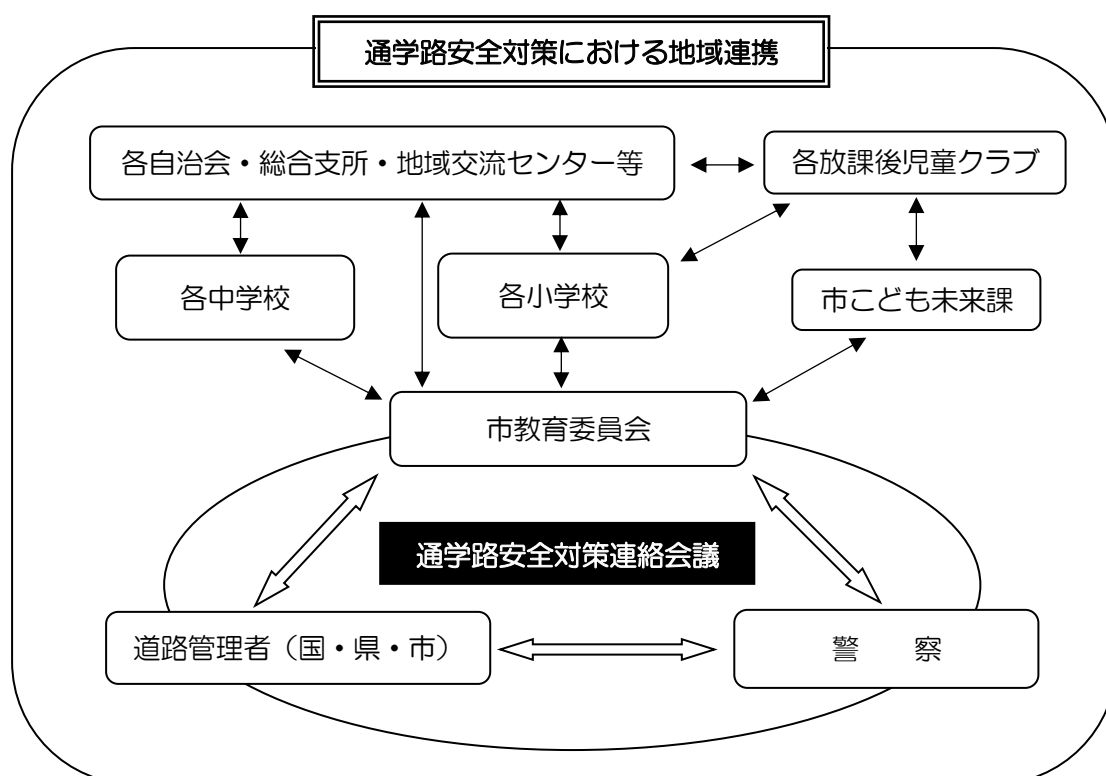 通学路安全対策における地域連携
各自治会・総合支所・地域交流センター等
各放課後児童クラブ
各中学校
各小学校
市こども未来課
市教育委員会
通学路安全対策連絡会議
道路管理者（国・県・市）
警　察